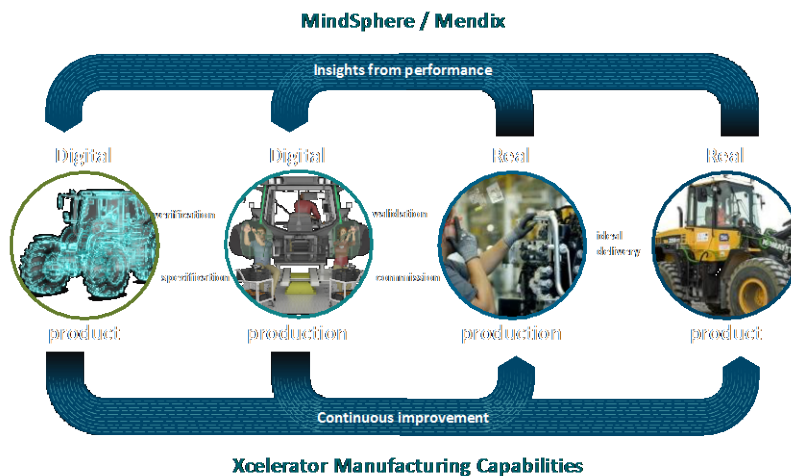 MindSphere / Mendix
Insights from performance
Digital
Digital
Real
Real
verification
validation
ideal
delivery
specification
commission
product
production
production
product
Continuous improvement
Xcelerator Manufacturing Capabilities